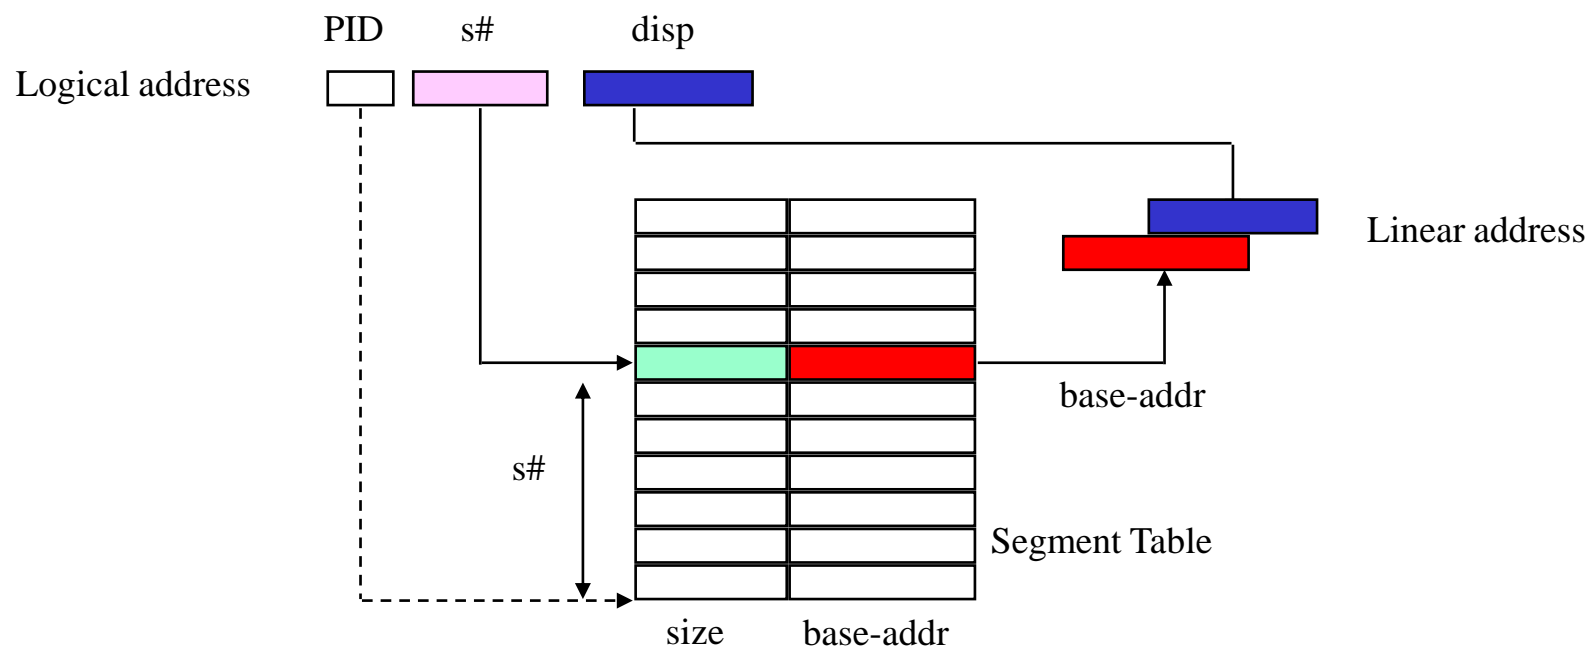 PID s# disp
Logical address
Linear address
base-addr
s#
Segment Table
size base-addr